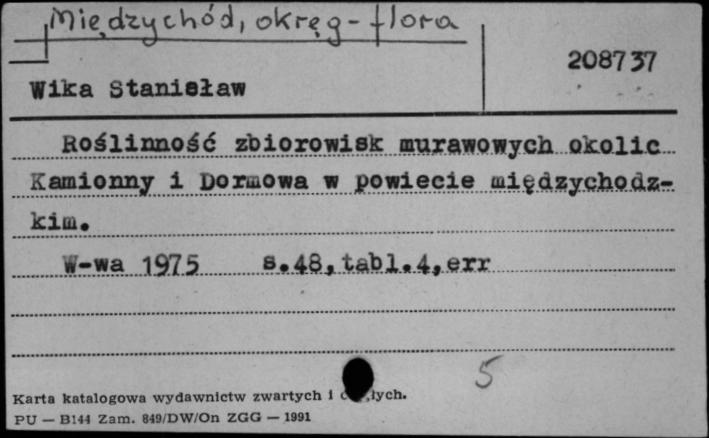 Międzychód, okręg - flora
208737
Wika Stanisław
Roślinność zbiorowisk murawowych okolic
Kamionny i Dormowa w powiecie międzychodz-
kim.
W-wa 1975 s.48,tabl.4,err
5
Karta katalogowa wydawnictw zwartych i
PU — B144 Zam. 849/DW/On ZGG — 1991